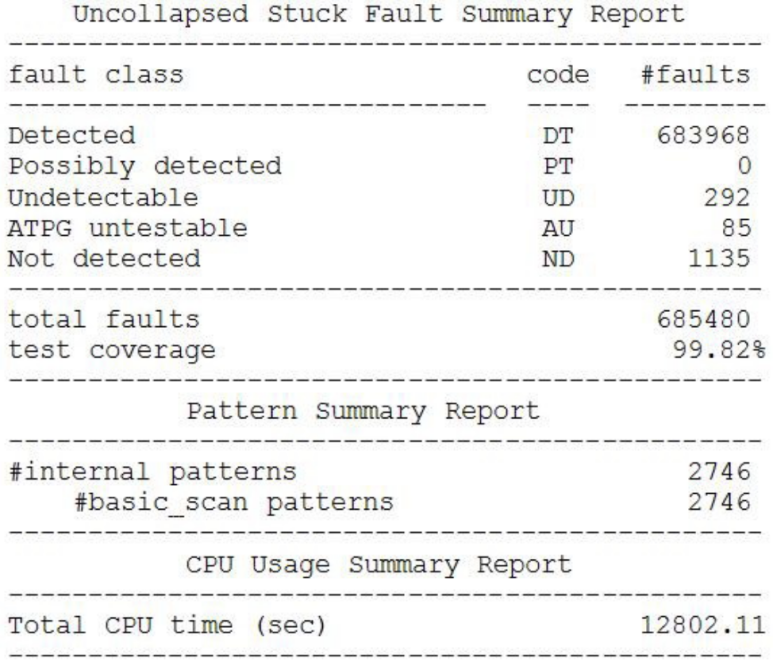 Uncollapsed Stuck Fault Summary Report
-----------------------------------------------
fault class                     code   #faults
------------------------------  ----  ---------
Detected                         DT    683968
Possibly detected                PT         0
Undetectable                     UD       292
ATPG untestable                  AU        85
Not detected                     ND      1135
-----------------------------------------------
total faults                           685480
test coverage                           99.82%
-----------------------------------------------
Pattern Summary Report
-----------------------------------------------
#internal patterns                       2746
    #basic_scan patterns                 2746
-----------------------------------------------
CPU Usage Summary Report
-----------------------------------------------
Total CPU time (sec)                  12802.11
-----------------------------------------------